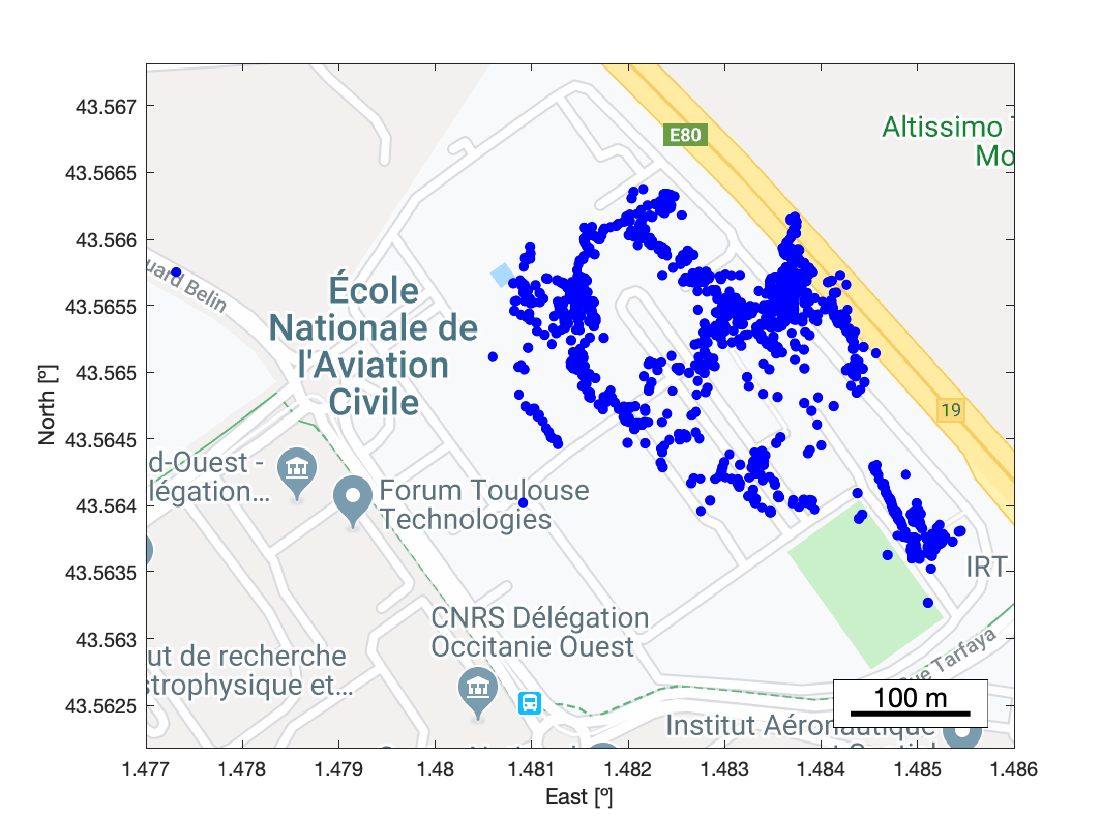 43.567
43.5665
43.566
43.5655
43.565
43.5645
43.564
43.5635
43.563
43.5625
North [º]
E80
Altissimo
Mo
uard Belin
École
Nationale de
l'Aviation
Civile
19
d-Ouest -
légation...
Forum Toulouse
Technologies
IRT
CNRS Délégation
Occitanie Ouest
ut de recherche
strophysique et...
ue Tarfaya
100 m
Institut Aéronautique
1.477
1.478
1.479
1.48
1.481
1.482
1.483
1.484
1.485
1.486
East [º]